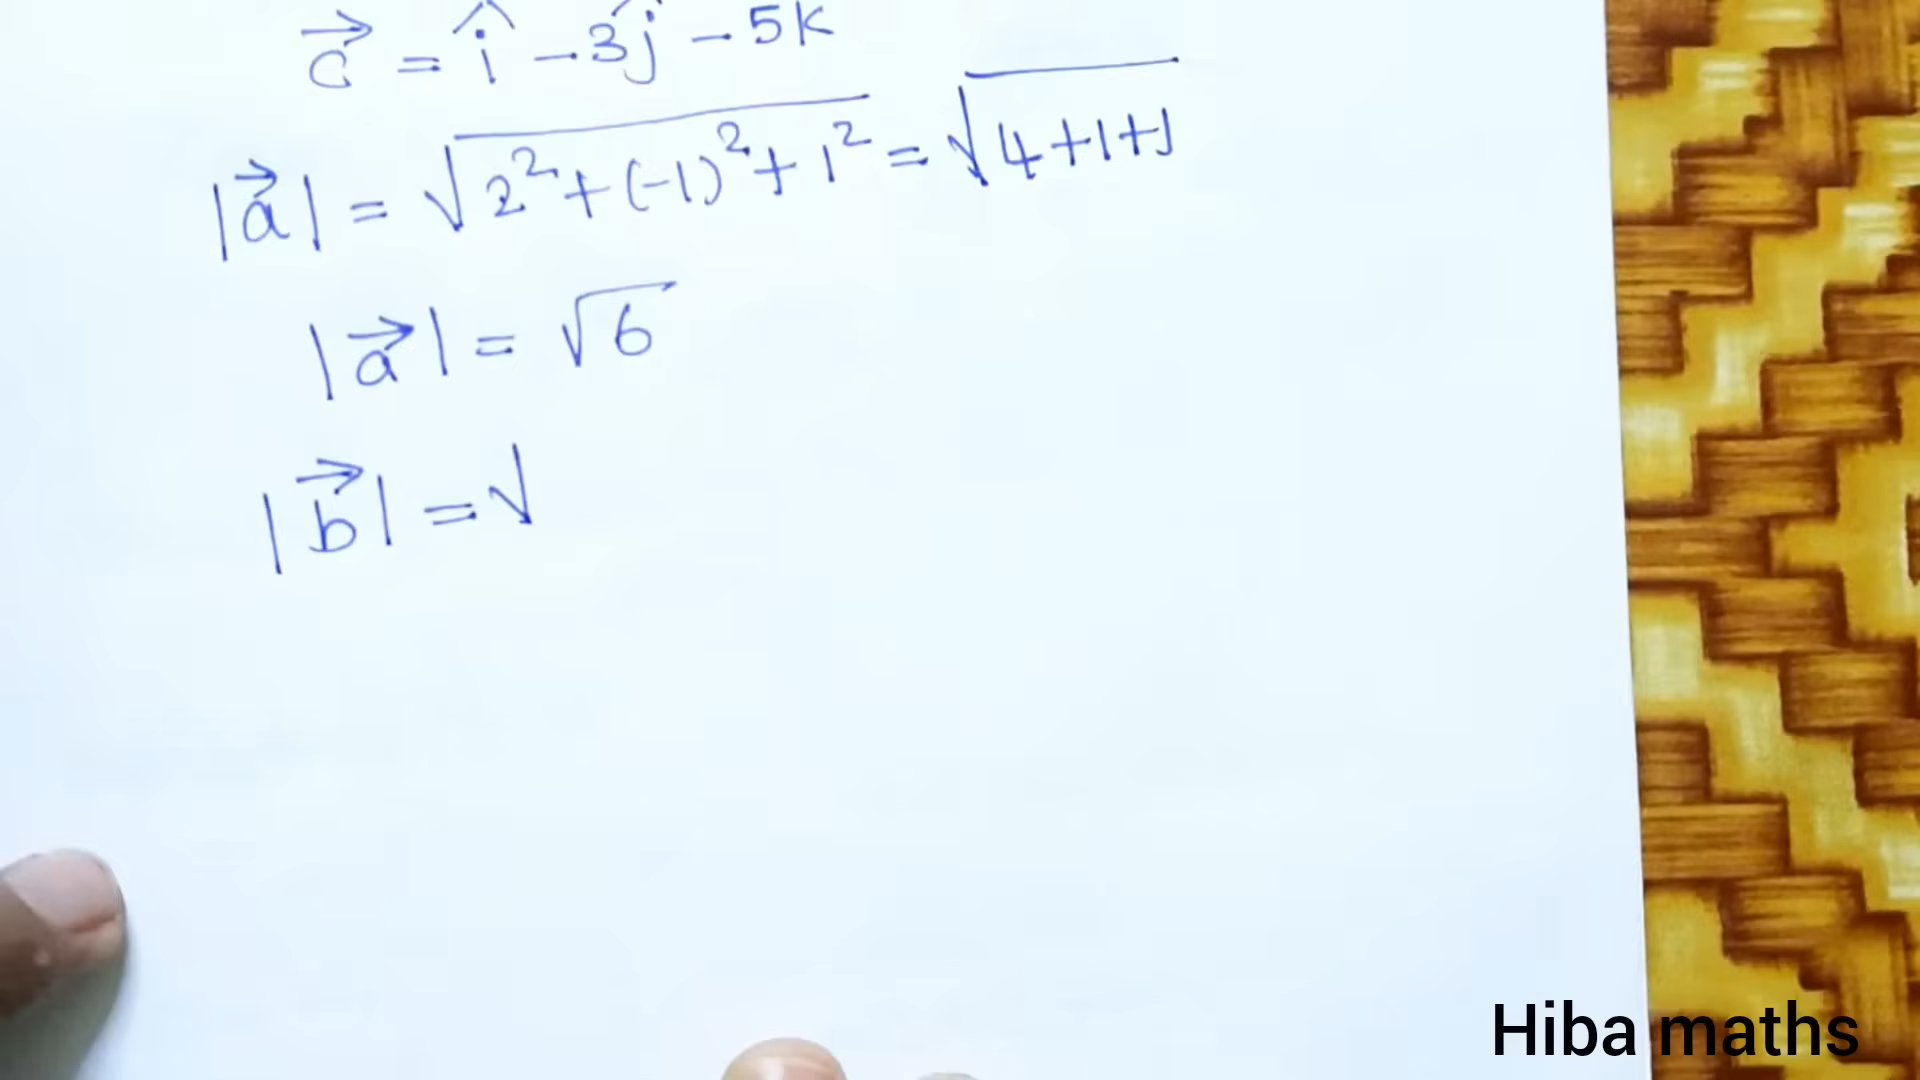 c⃗ = î - 3ĵ - 5k
|a⃗| = √(2² + (-1)² + 1²) = √(4+1+1)
|a⃗| = √6
|b⃗| = √
Hiba maths